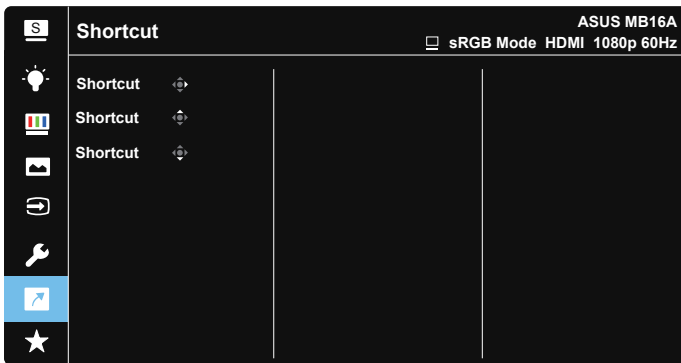 S
Shortcut
ASUS MB16A
sRGB Mode HDMI 1080p 60Hz
Shortcut
Shortcut
Shortcut